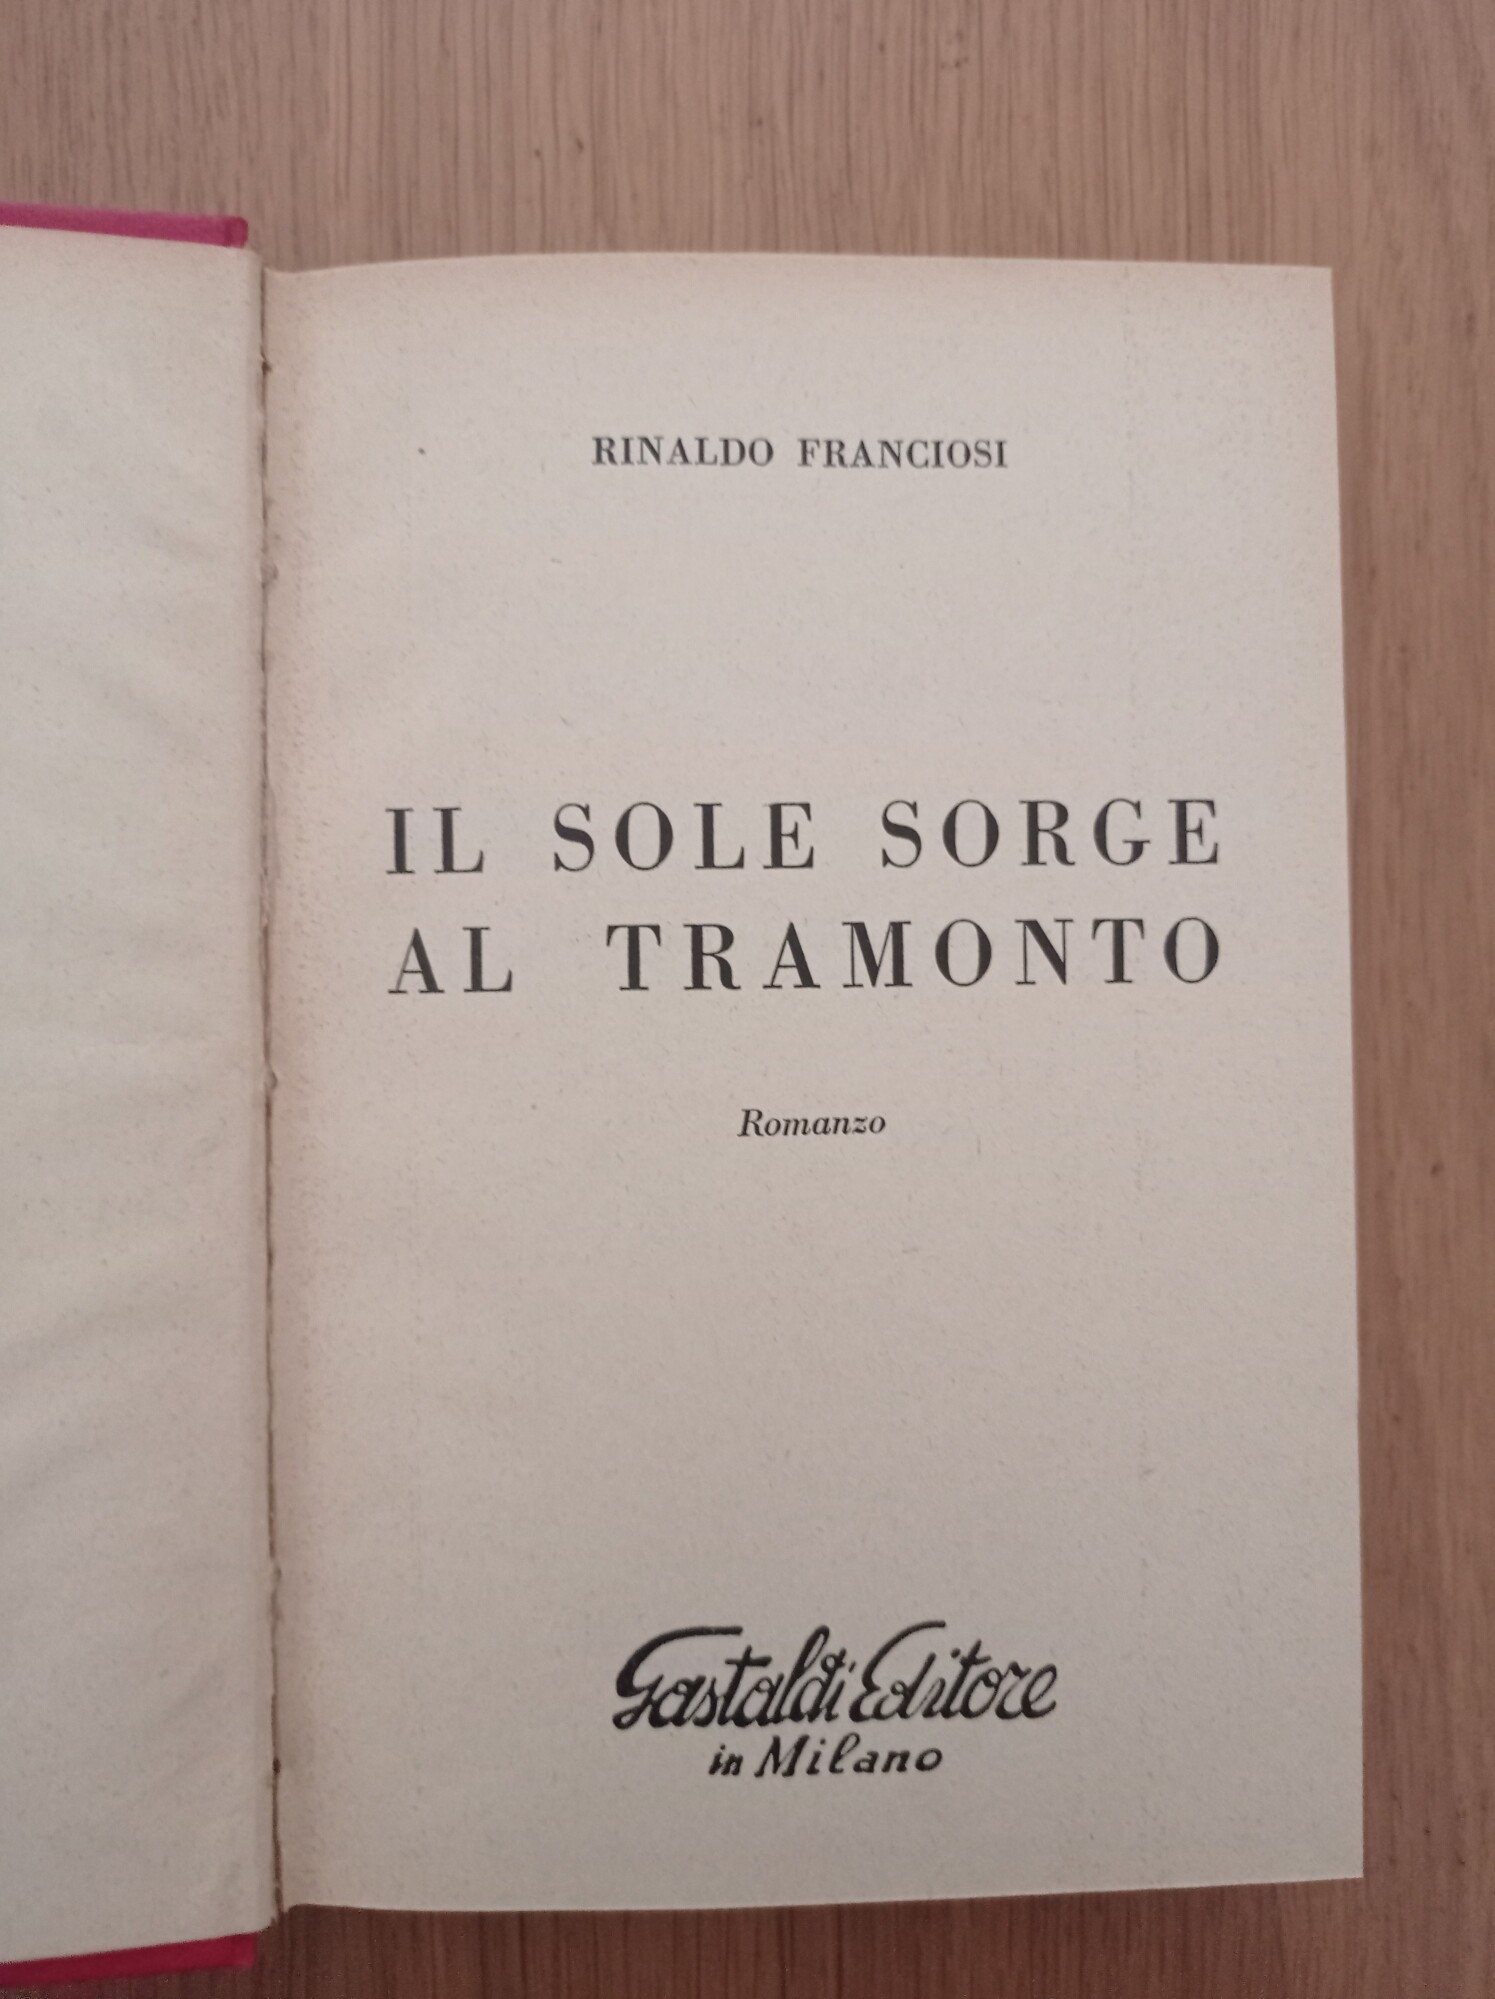 RINALDO FRANCIOSI
IL SOLE SORGE
AL TRAMONTO
Romanzo
Gastaldi Editore
in Milano